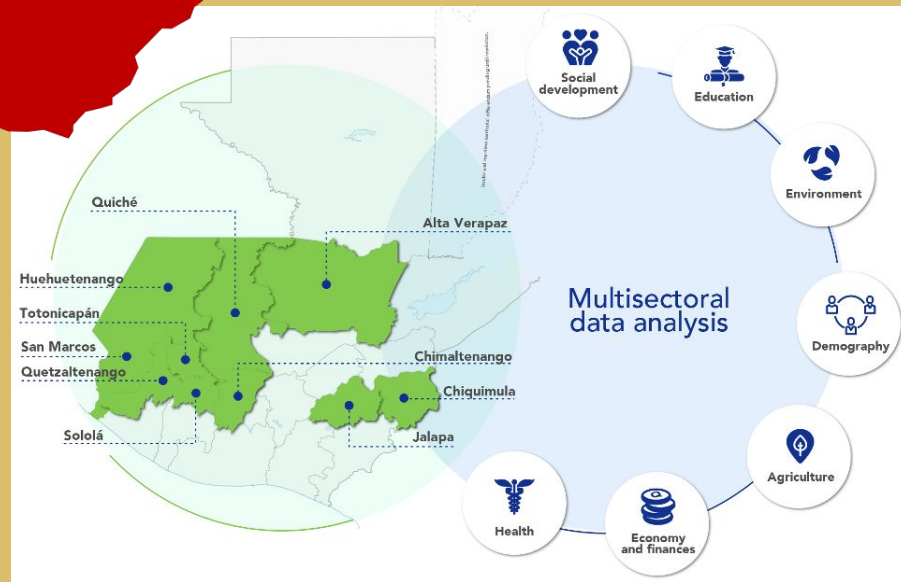 Social
development
Education
Environment
Demography
Agriculture
Economy
and finances
Health
Multisectoral
data analysis
Quiché
Alta Verapaz
Huehuetenango
Totonicapán
San Marcos
Quetzaltenango
Sololá
Chimaltenango
Chiquimula
Jalapa